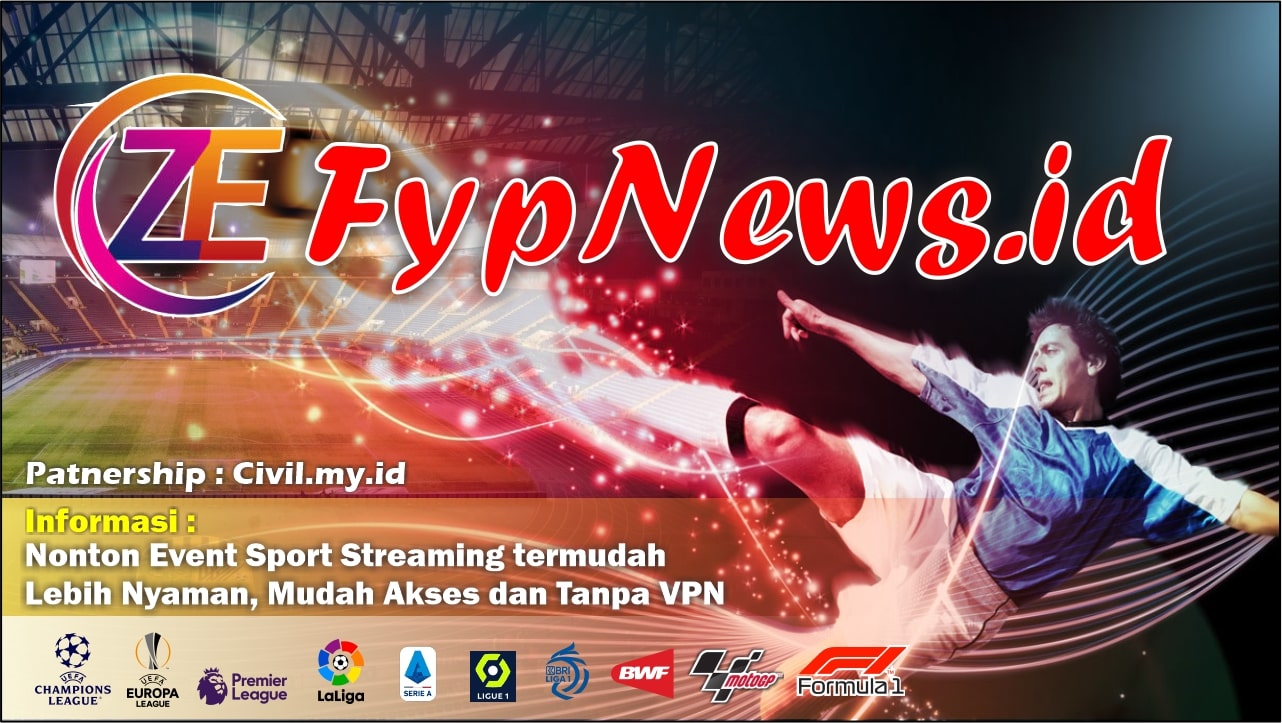 ZE FypNews.id
Patnership : Civil.my.id
Informasi :
Nonton Event Sport Streaming termudah
Lebih Nyaman, Mudah Akses dan Tanpa VPN
UEFA CHAMPIONS LEAGUE
UEFA EUROPA LEAGUE
Premier League
LaLiga
SERIE A
LIGUE 1
BRI LIGA 1
BWF
MotoGP
F1 Formula 1